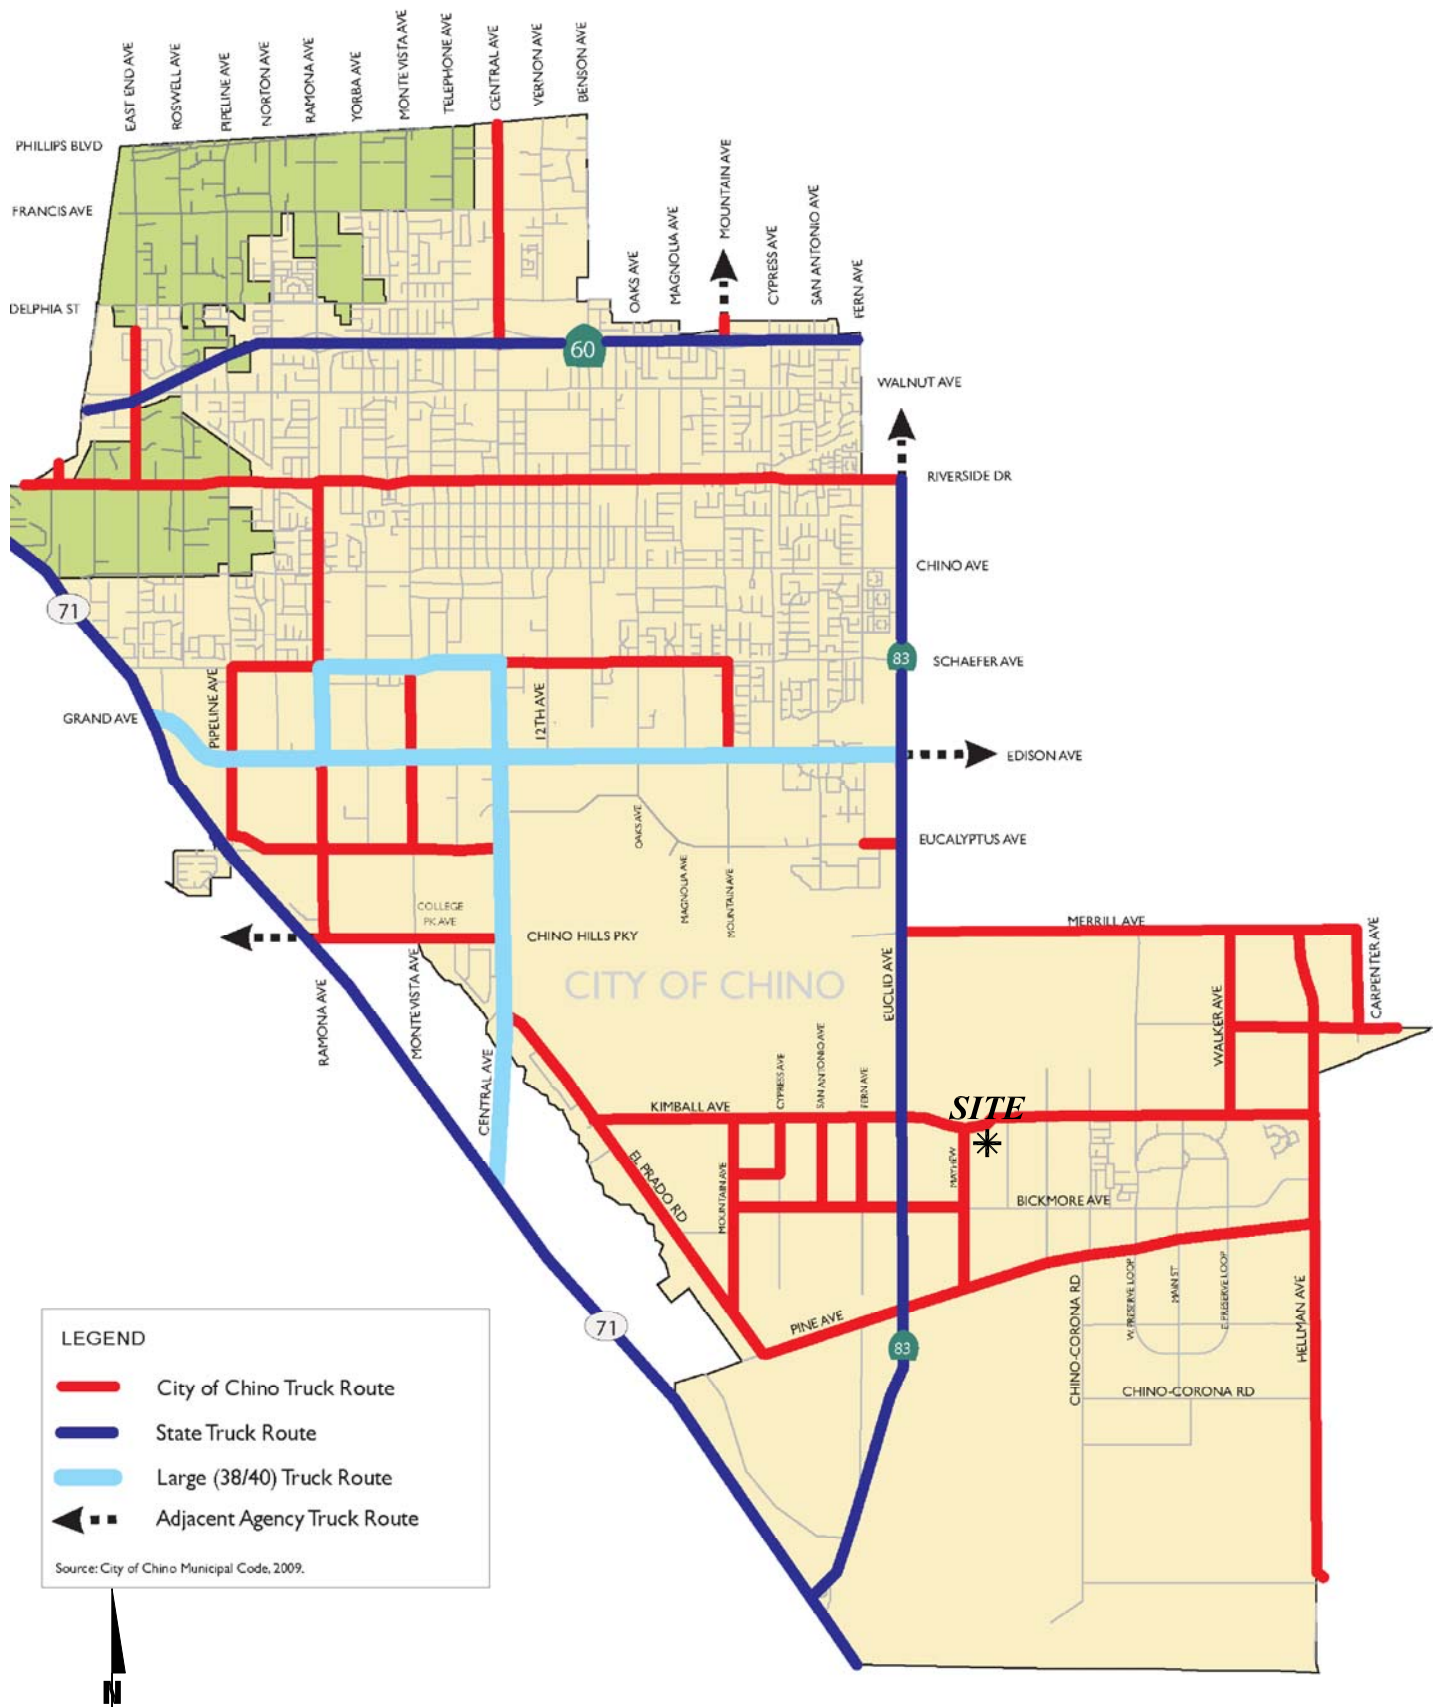 EAST END AVE
ROSWELL AVE
PIPELINE AVE
NORTON AVE
RAMONA AVE
YORBA AVE
MONTE VISTA AVE
TELEPHONE AVE
CENTRAL AVE
VERNON AVE
BENSON AVE
PHILLIPS BLVD
FRANCIS AVE
DELPHIA ST
OAKS AVE
MAGNOLIA AVE
MOUNTAIN AVE
CYPRESS AVE
SAN ANTONIO AVE
FERN AVE
60
WALNUT AVE
RIVERSIDE DR
CHINO AVE
71
83
SCHAEFER AVE
GRAND AVE
PIPELINE AVE
12TH AVE
EDISON AVE
OAKS AVE
MAGNOLIA AVE
MOUNTAIN AVE
EUCALYPTUS AVE
COLLEGE
PK AVE
CHINO HILLS PKY
MERRILL AVE
CARPENTER AVE
CITY OF CHINO
EUCLID AVE
WALKER AVE
RAMONA AVE
MONTE VISTA AVE
CENTRAL AVE
CYPRESS AVE
SAN ANTONIO AVE
FERN AVE
KIMBALL AVE
SITE
EL PRADO RD
MOUNTAIN AVE
MAYHEW
BICKMORE AVE
PINE AVE
CHINO-CORONA RD
W. PRESERVE LOOP
MAIN ST
E. PRESERVE LOOP
HELLMAN AVE
71
83
CHINO-CORONA RD
LEGEND
City of Chino Truck Route
State Truck Route
Large (38/40) Truck Route
Adjacent Agency Truck Route
Source: City of Chino Municipal Code, 2009.
N